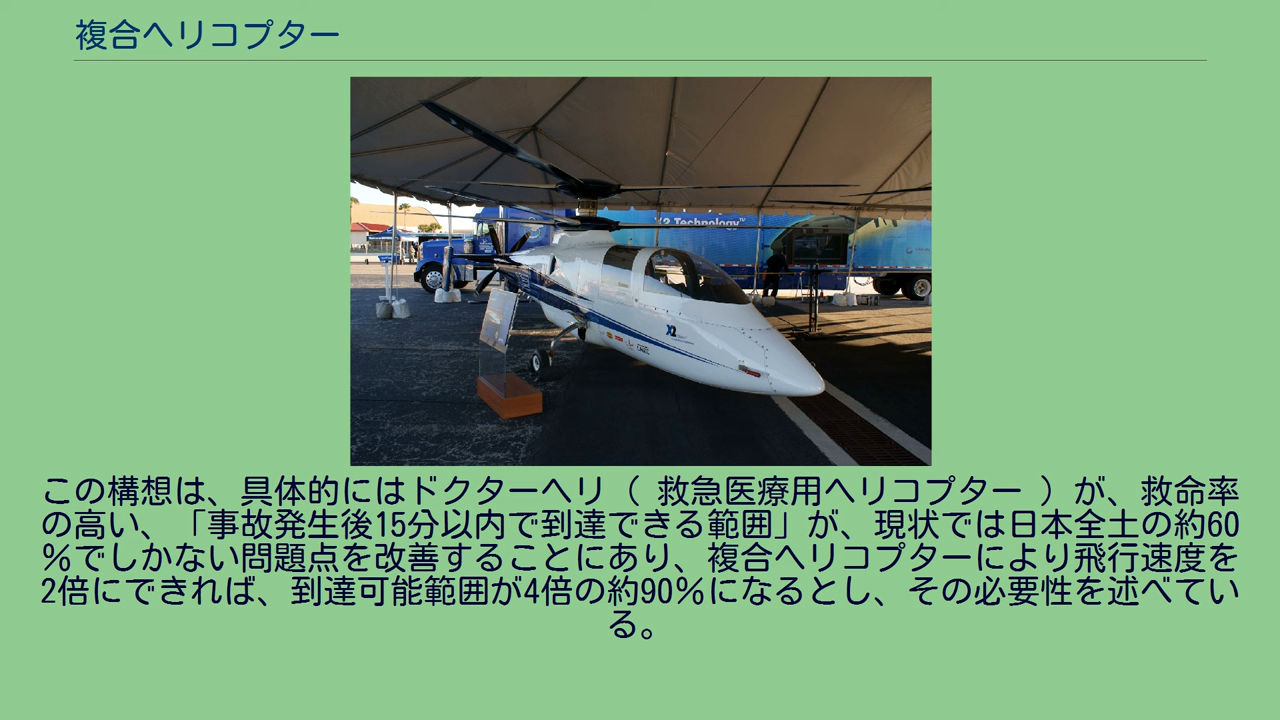 複合ヘリコプター
X2 Technology™
X2
この構想は、具体的にはドクターヘリ（ 救急医療用ヘリコプター ）が、救命率
の高い、「事故発生後15分以内で到達できる範囲」が、現状では日本全土の約60
％でしかない問題点を改善することにあり、複合ヘリコプターにより飛行速度を
2倍にできれば、到達可能範囲が4倍の約90％になるとし、その必要性を述べてい
る。